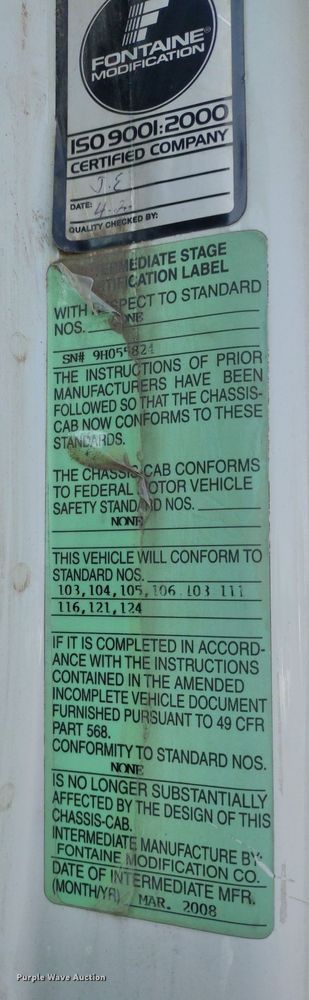 FONTAINE®
MODIFICATION
ISO 9001:2000
CERTIFIED COMPANY
J.E
DATE: 4-2-
QUALITY CHECKED BY:
STAGE
LABEL
WITH RESPECT TO STANDARD
NOS. NONE
SN#
THE INSTRUCTIONS OF PRIOR
MANUFACTURERS HAVE BEEN
FOLLOWED SO THAT THE CHASSIS-
CAB NOW CONFORMS TO THESE
STANDARDS.
THE CHASSIS CAB CONFORMS
TO FEDERAL MOTOR VEHICLE
SAFETY STANDARD NOS.
NONE
THIS VEHICLE WILL CONFORM TO
STANDARD NOS.
103,104,105,106 103 111
116,121,124
IF IT IS COMPLETED IN ACCORD-
ANCE WITH THE INSTRUCTIONS
CONTAINED IN THE AMENDED
INCOMPLETE VEHICLE DOCUMENT
FURNISHED PURSUANT TO 49 CFR
PART 568.
CONFORMITY TO STANDARD NOS.
NONE
IS NO LONGER SUBSTANTIALLY
AFFECTED BY THE DESIGN OF THIS
CHASSIS-CAB.
INTERMEDIATE MANUFACTURE BY:
FONTAINE MODIFICATION CO.
DATE OF INTERMEDIATE MFR.
(MONTH/YR) MAR. 2008
Purple Wave Auction